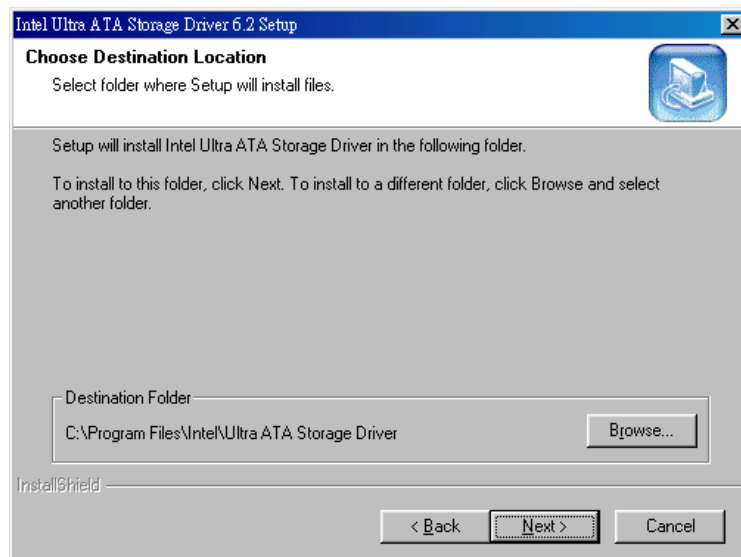 Intel Ultra ATA Storage Driver 6.2 Setup
Choose Destination Location
Select folder where Setup will install files.
Setup will install Intel Ultra ATA Storage Driver in the following folder.
To install to this folder, click Next. To install to a different folder, click Browse and select
another folder.
Destination Folder
C:\Program Files\Intel\Ultra ATA Storage Driver
Browse...
InstallShield
< Back
Next >
Cancel